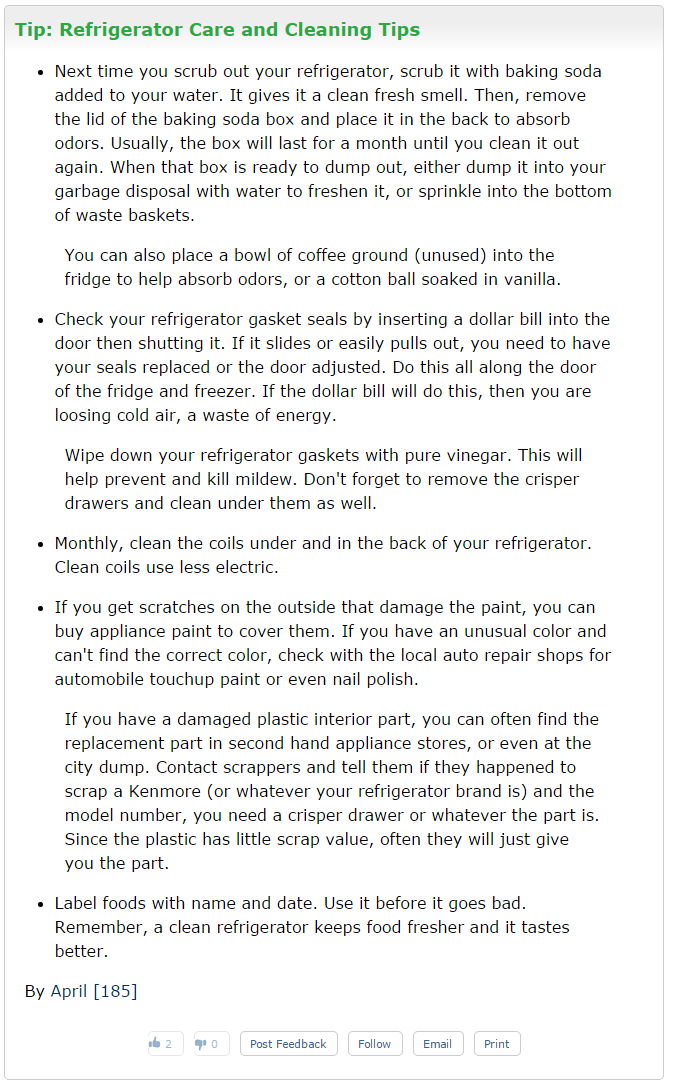 Tip: Refrigerator Care and Cleaning Tips
Next time you scrub out your refrigerator, scrub it with baking soda
added to your water. It gives it a clean fresh smell. Then, remove
the lid of the baking soda box and place it in the back to absorb
odors. Usually, the box will last for a month until you clean it out
again. When that box is ready to dump out, either dump it into your
garbage disposal with water to freshen it, or sprinkle into the bottom
of waste baskets.
You can also place a bowl of coffee ground (unused) into the
fridge to help absorb odors, or a cotton ball soaked in vanilla.
Check your refrigerator gasket seals by inserting a dollar bill into the
door then shutting it. If it slides or easily pulls out, you need to have
your seals replaced or the door adjusted. Do this all along the door
of the fridge and freezer. If the dollar bill will do this, then you are
loosing cold air, a waste of energy.
Wipe down your refrigerator gaskets with pure vinegar. This will
help prevent and kill mildew. Don't forget to remove the crisper
drawers and clean under them as well.
Monthly, clean the coils under and in the back of your refrigerator.
Clean coils use less electric.
If you get scratches on the outside that damage the paint, you can
buy appliance paint to cover them. If you have an unusual color and
can't find the correct color, check with the local auto repair shops for
automobile touchup paint or even nail polish.
If you have a damaged plastic interior part, you can often find the
replacement part in second hand appliance stores, or even at the
city dump. Contact scrappers and tell them if they happened to
scrap a Kenmore (or whatever your refrigerator brand is) and the
model number, you need a crisper drawer or whatever the part is.
Since the plastic has little scrap value, often they will just give
you the part.
Label foods with name and date. Use it before it goes bad.
Remember, a clean refrigerator keeps food fresher and it tastes
better.
By April [185]
2 0 Post Feedback Follow Email Print